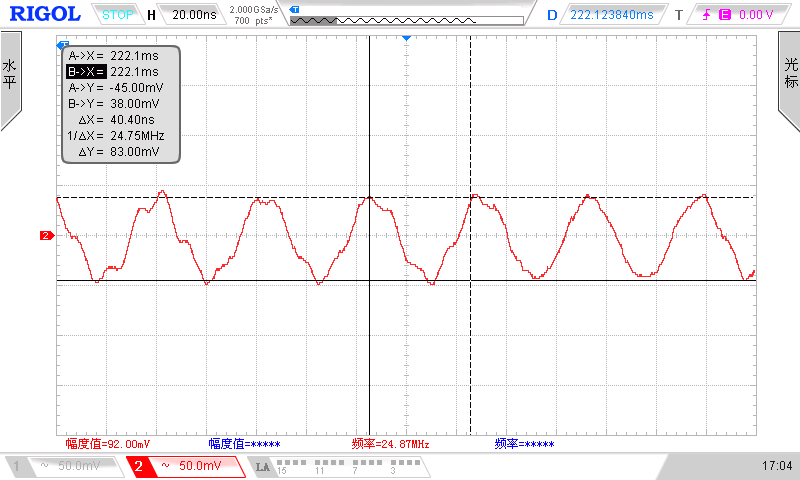 RIGOL STOP H 20.00ns 2.000GSa/s 700 pts* D 222.123840ms T E 0.00 V
T
T
水平
光标
A->X = 222.1ms
B->X = 222.1ms
A->Y = -45.00mV
B->Y = 38.00mV
ΔX = 40.40ns
1/ΔX = 24.75MHz
ΔY = 83.00mV
2
幅度值=92.00mV 幅度值=***** 频率=24.87MHz 频率=*****
1 ~ 50.0mV 2 ~ 50.0mV LA 15 11 7 3 17:04